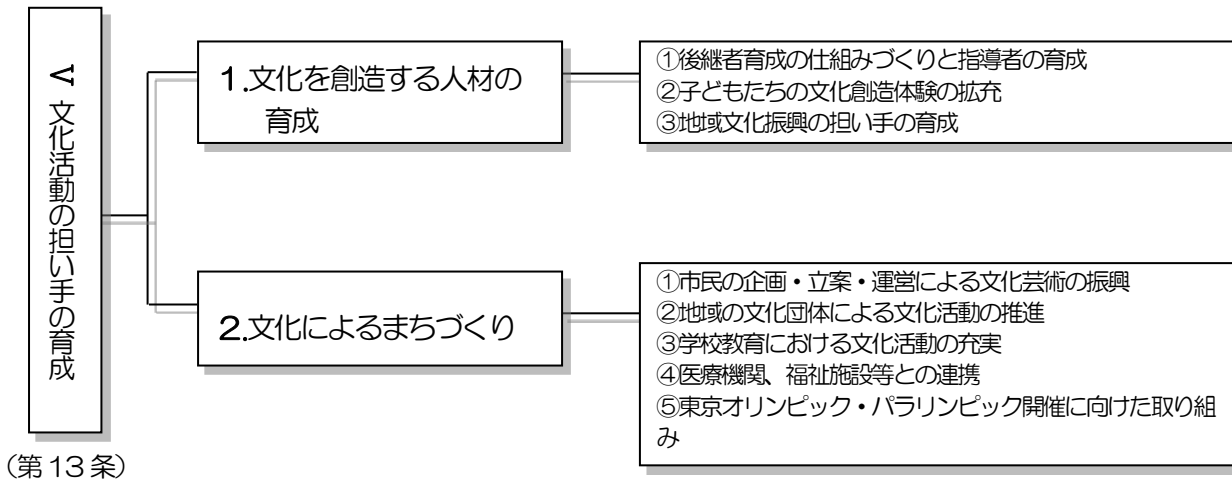 Ⅴ 文化活動の担い手の育成
（第13条）
１.文化を創造する人材の
育成
①後継者育成の仕組みづくりと指導者の育成
②子どもたちの文化創造体験の拡充
③地域文化振興の担い手の育成
２.文化によるまちづくり
①市民の企画・立案・運営による文化芸術の振興
②地域の文化団体による文化活動の推進
③学校教育における文化活動の充実
④医療機関、福祉施設等との連携
⑤東京オリンピック・パラリンピック開催に向けた取り組
み